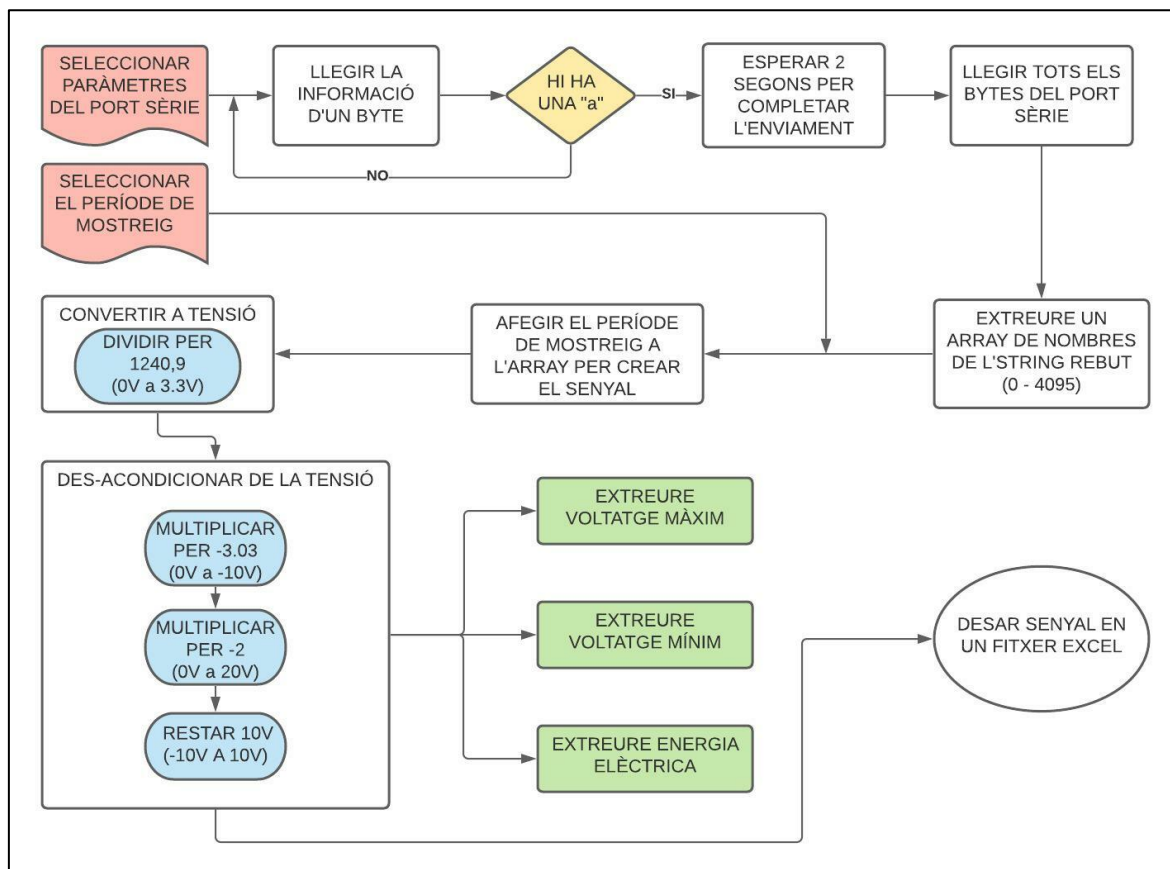 SELECCIONAR
PARÀMETRES
DEL PORT SÈRIE
LLEGIR LA
INFORMACIÓ
D'UN BYTE
HI HA
UNA "a"
SI
ESPERAR 2
SEGONS PER
COMPLETAR
L'ENVIAMENT
LLEGIR TOTS ELS
BYTES DEL PORT
SÈRIE
NO
SELECCIONAR
EL PERÍODE DE
MOSTREIG
CONVERTIR A TENSIÓ
DIVIDIR PER
1240,9
(0V a 3.3V)
AFEGIR EL PERÍODE
DE MOSTREIG A
L'ARRAY PER CREAR
EL SENYAL
EXTREURE UN
ARRAY DE NOMBRES
DE L'STRING REBUT
(0 - 4095)
DES-ACONDICIONAR DE LA TENSIÓ
MULTIPLICAR
PER -3.03
(0V a -10V)
MULTIPLICAR
PER -2
(0V a 20V)
RESTAR 10V
(-10V A 10V)
EXTREURE
VOLTATGE MÀXIM
EXTREURE
VOLTATGE MÍNIM
EXTREURE ENERGIA
ELÈCTRICA
DESAR SENYAL EN
UN FITXER EXCEL